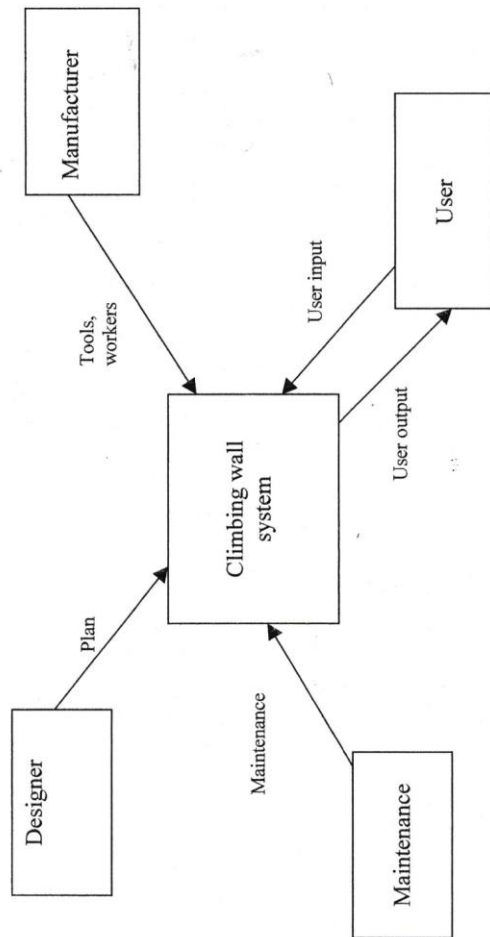 Designer
Manufacturer
Plan
Tools,
workers
Climbing wall
system
Maintenance
User input
User output
Maintenance
User